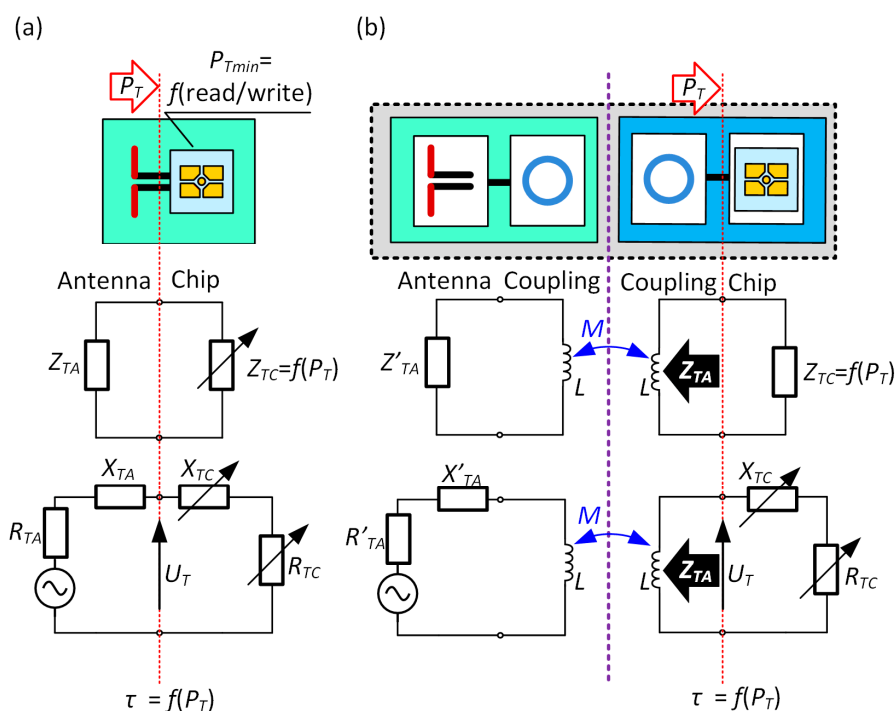 (a)
P_Tmin=
f(read/write)
P_T
Antenna Chip
Z_TA
Z_TC=f(P_T)
X_TA
X_TC
R_TA
U_T
R_TC
τ = f(P_T)
(b)
P_T
Antenna Coupling
Coupling Chip
Z'_TA
M
L
L
Z_TA
Z_TC=f(P_T)
X'_TA
R'_TA
M
L
L
Z_TA
U_T
X_TC
R_TC
τ = f(P_T)